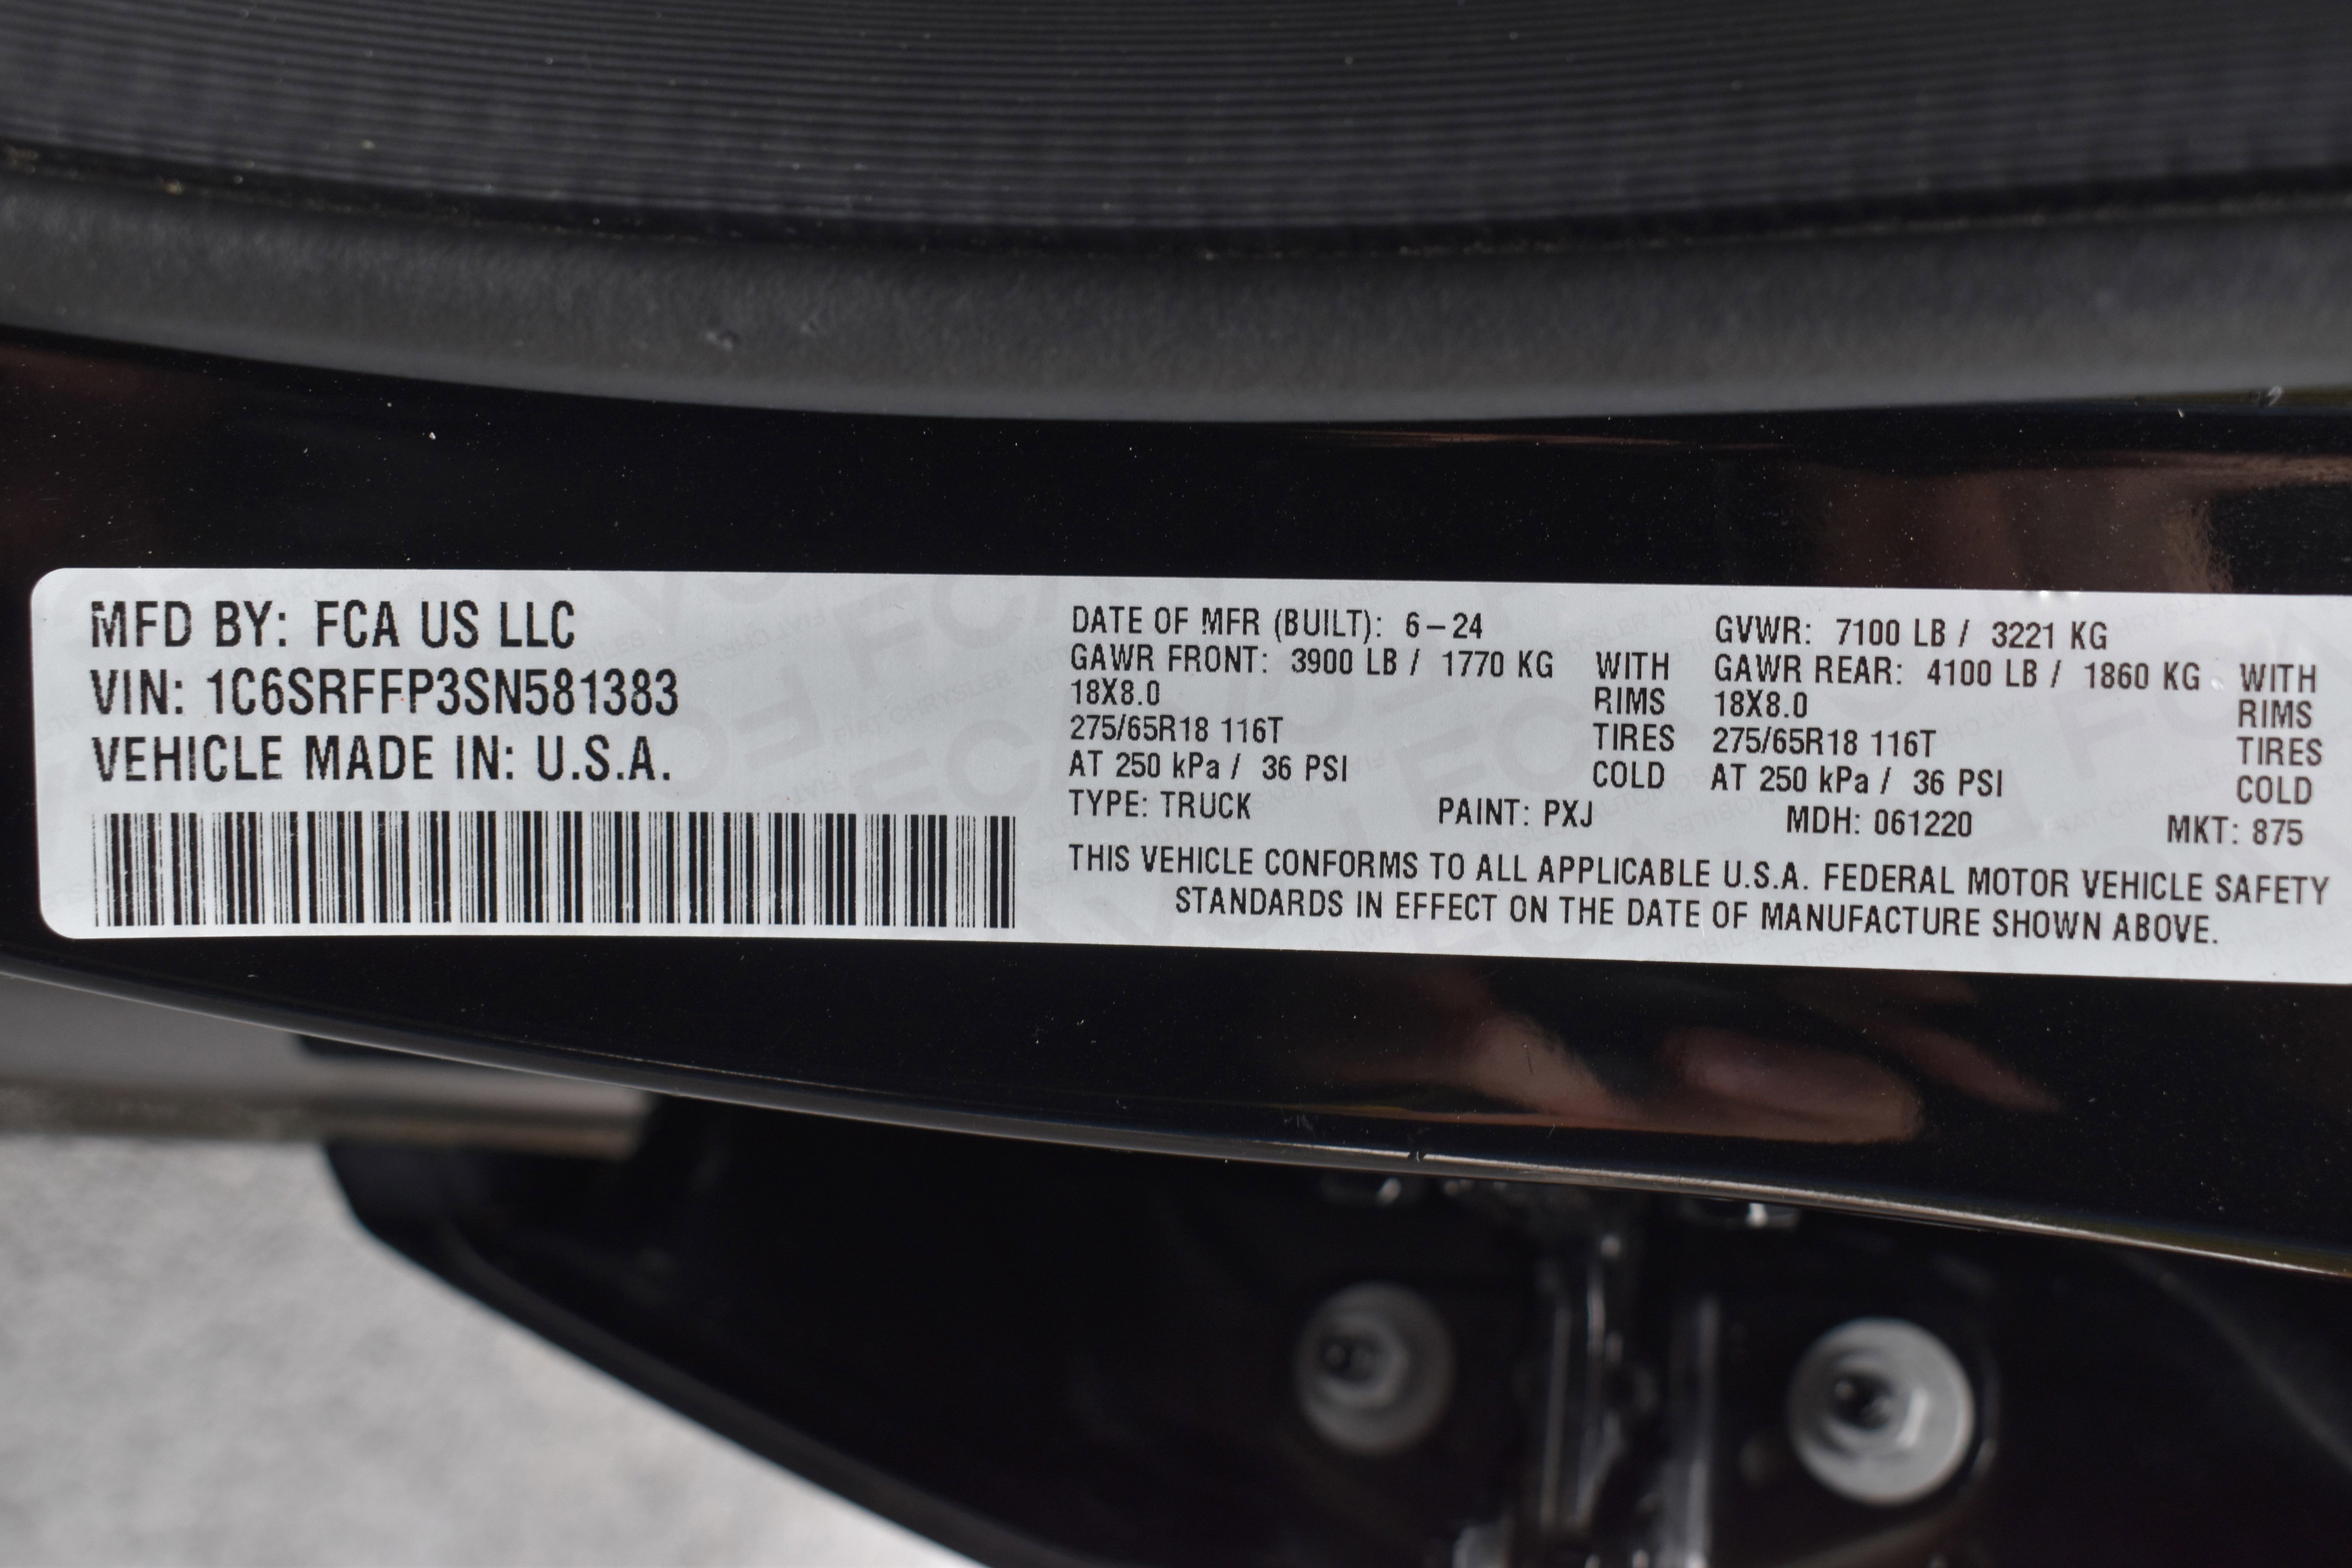 MFD BY: FCA US LLC
VIN: 1C6SRFFP3SN581383
VEHICLE MADE IN: U.S.A.
DATE OF MFR (BUILT): 6-24 GVWR: 7100 LB / 3221 KG
GAWR FRONT: 3900 LB / 1770 KG WITH GAWR REAR: 4100 LB / 1860 KG WITH
18X8.0 RIMS 18X8.0 RIMS
275/65R18 116T TIRES 275/65R18 116T TIRES
AT 250 kPa / 36 PSI COLD AT 250 kPa / 36 PSI COLD
TYPE: TRUCK PAINT: PXJ MDH: 061220 MKT: 875
THIS VEHICLE CONFORMS TO ALL APPLICABLE U.S.A. FEDERAL MOTOR VEHICLE SAFETY
STANDARDS IN EFFECT ON THE DATE OF MANUFACTURE SHOWN ABOVE.